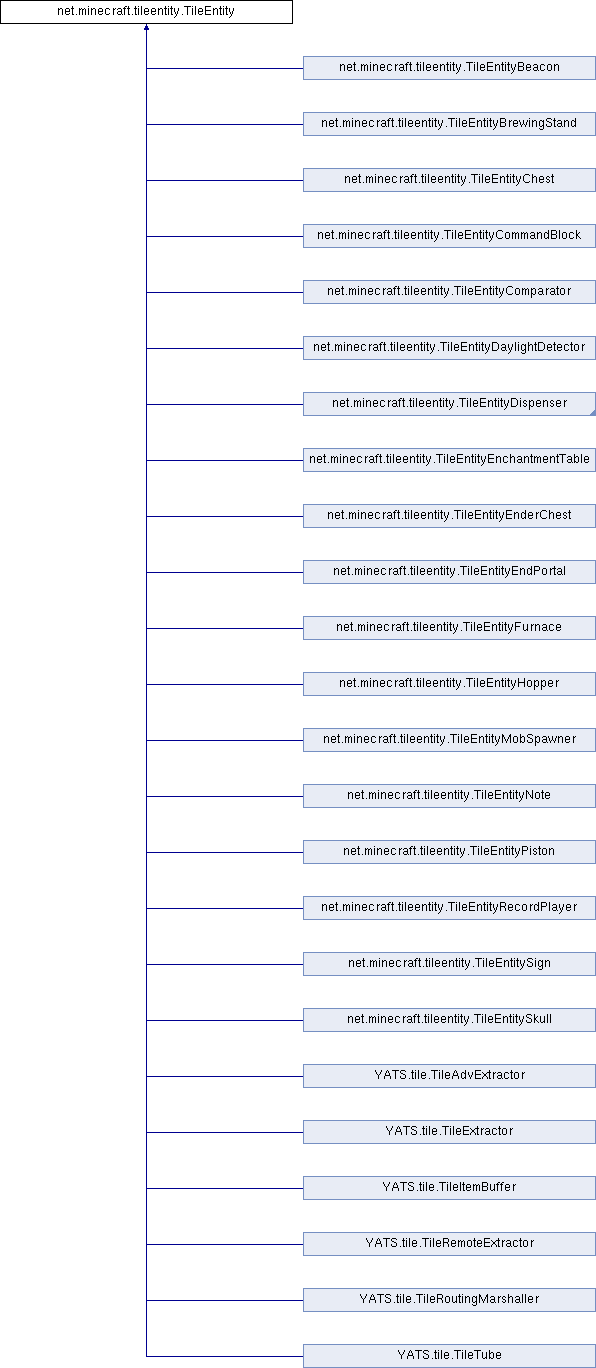 net.minecraft.tileentity.TileEntity
net.minecraft.tileentity.TileEntityBeacon
net.minecraft.tileentity.TileEntityBrewingStand
net.minecraft.tileentity.TileEntityChest
net.minecraft.tileentity.TileEntityCommandBlock
net.minecraft.tileentity.TileEntityComparator
net.minecraft.tileentity.TileEntityDaylightDetector
net.minecraft.tileentity.TileEntityDispenser
net.minecraft.tileentity.TileEntityEnchantmentTable
net.minecraft.tileentity.TileEntityEnderChest
net.minecraft.tileentity.TileEntityEndPortal
net.minecraft.tileentity.TileEntityFurnace
net.minecraft.tileentity.TileEntityHopper
net.minecraft.tileentity.TileEntityMobSpawner
net.minecraft.tileentity.TileEntityNote
net.minecraft.tileentity.TileEntityPiston
net.minecraft.tileentity.TileEntityRecordPlayer
net.minecraft.tileentity.TileEntitySign
net.minecraft.tileentity.TileEntitySkull
YATS.tile.TileAdvExtractor
YATS.tile.TileExtractor
YATS.tile.TileItemBuffer
YATS.tile.TileRemoteExtractor
YATS.tile.TileRoutingMarshaller
YATS.tile.TileTube